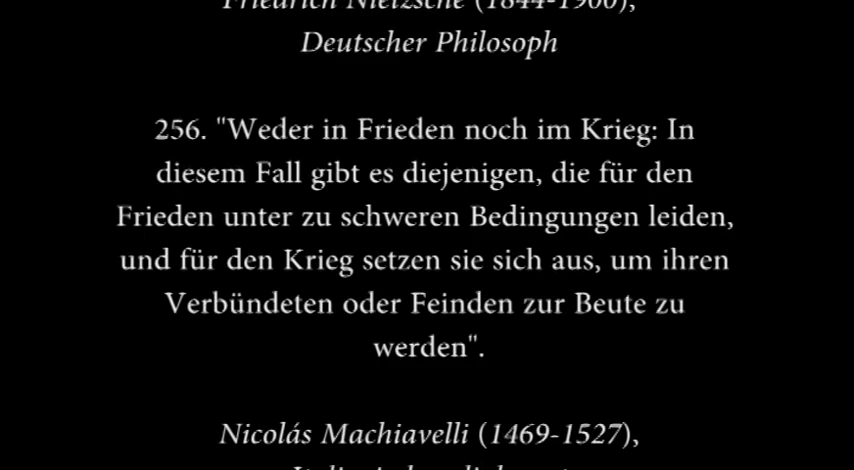 Friedrich Nietzsche (1844-1900),
Deutscher Philosoph
256. "Weder in Frieden noch im Krieg: In
diesem Fall gibt es diejenigen, die für den
Frieden unter zu schweren Bedingungen leiden,
und für den Krieg setzen sie sich aus, um ihren
Verbündeten oder Feinden zur Beute zu
werden".
Nicolás Machiavelli (1469-1527),